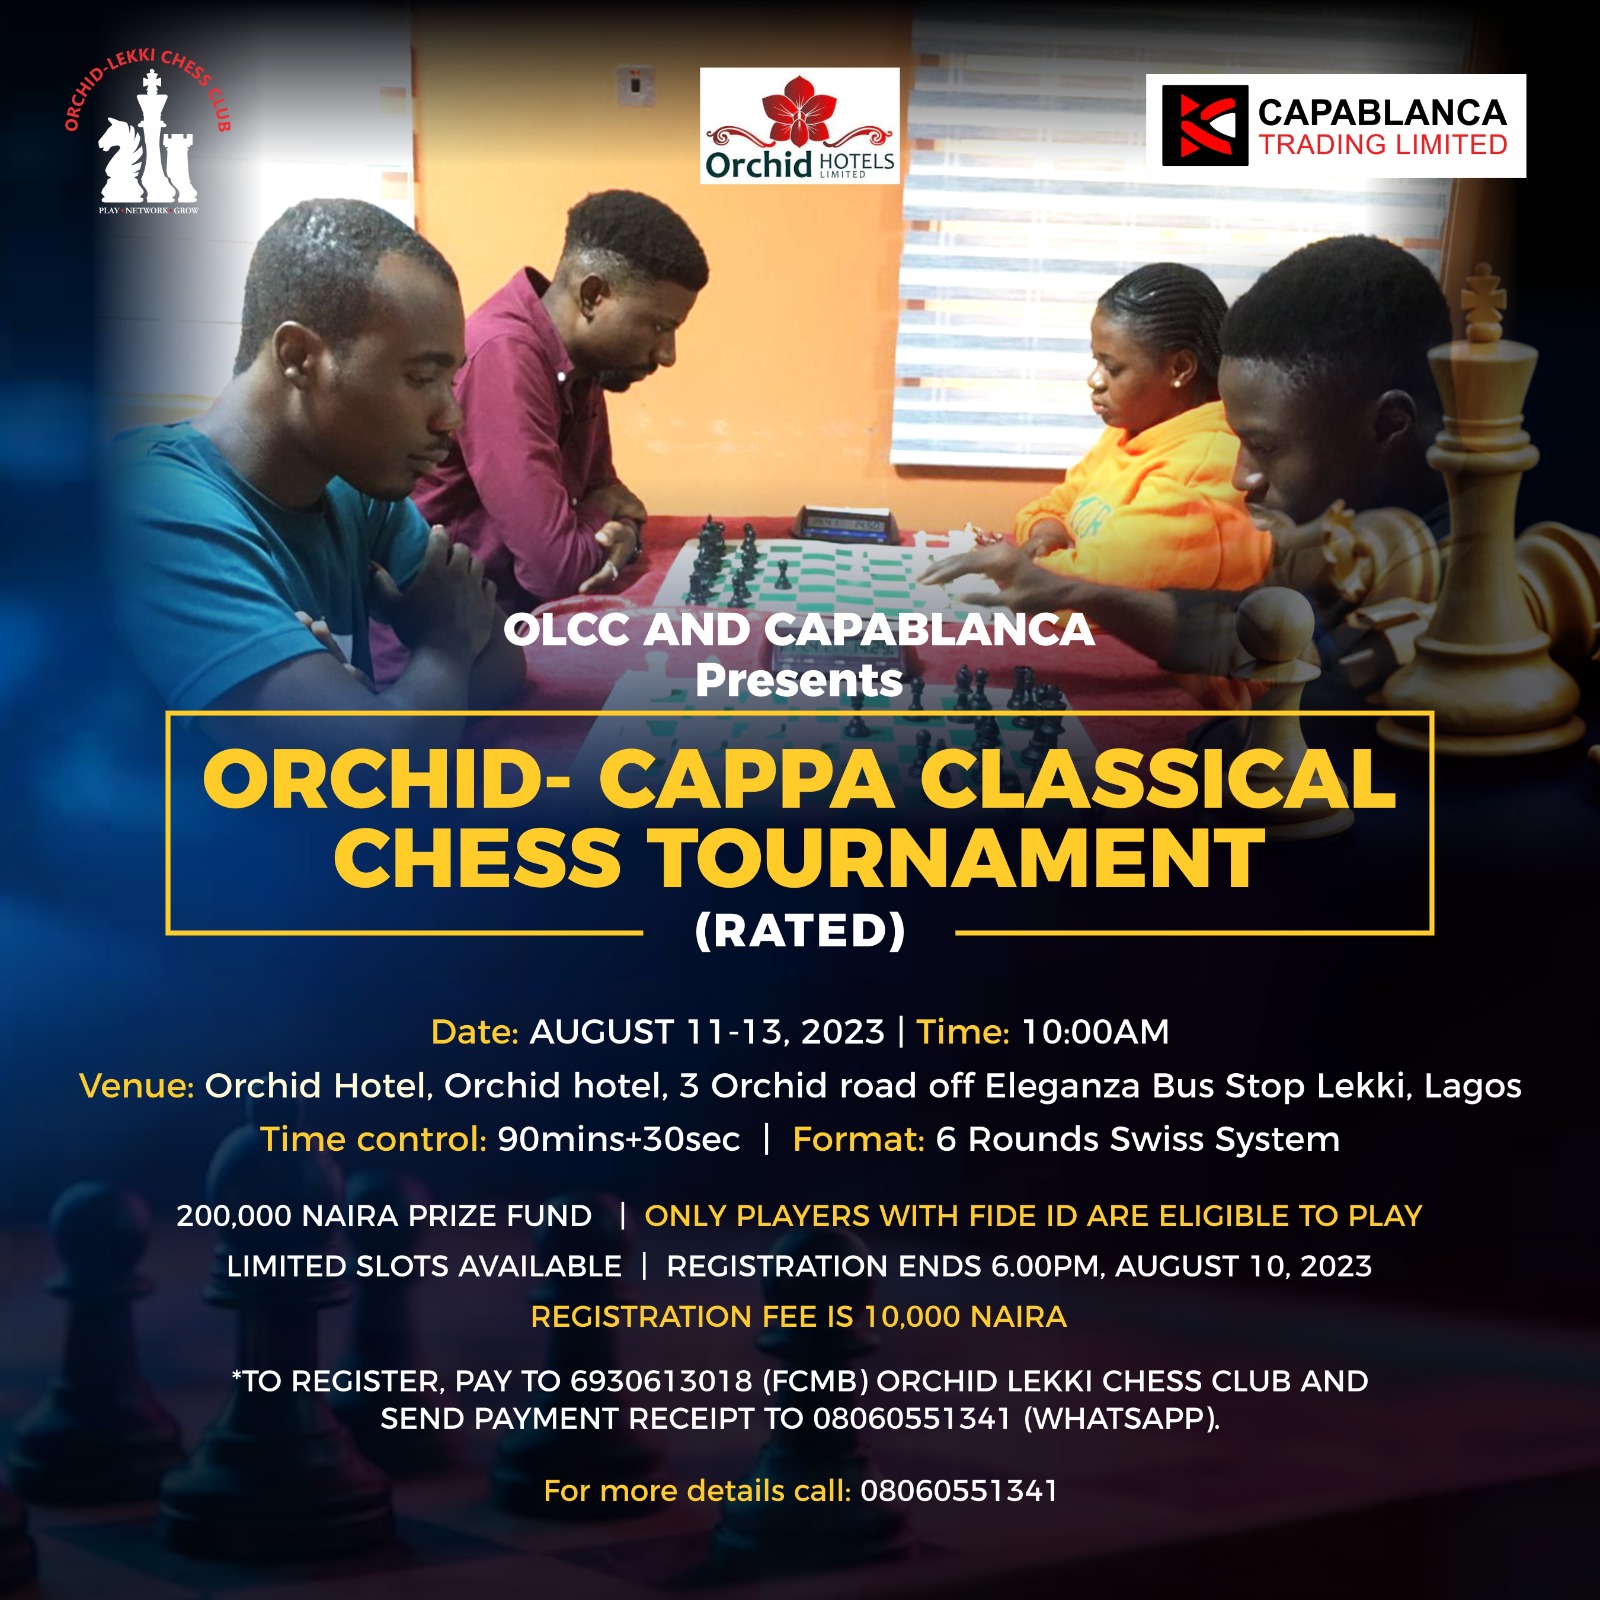 ORCHID-LEKKI CHESS CLUB
PLAY·NETWORK·GROW
Orchid HOTELS
LIMITED
CAPABLANCA
TRADING LIMITED
OLCC AND CAPABLANCA
Presents
ORCHID- CAPPA CLASSICAL
CHESS TOURNAMENT
(RATED)
Date: AUGUST 11-13, 2023 | Time: 10:00AM
Venue: Orchid Hotel, Orchid hotel, 3 Orchid road off Eleganza Bus Stop Lekki, Lagos
Time control: 90mins+30sec | Format: 6 Rounds Swiss System
200,000 NAIRA PRIZE FUND | ONLY PLAYERS WITH FIDE ID ARE ELIGIBLE TO PLAY
LIMITED SLOTS AVAILABLE | REGISTRATION ENDS 6.00PM, AUGUST 10, 2023
REGISTRATION FEE IS 10,000 NAIRA
*TO REGISTER, PAY TO 6930613018 (FCMB) ORCHID LEKKI CHESS CLUB AND
SEND PAYMENT RECEIPT TO 08060551341 (WHATSAPP).
For more details call: 08060551341